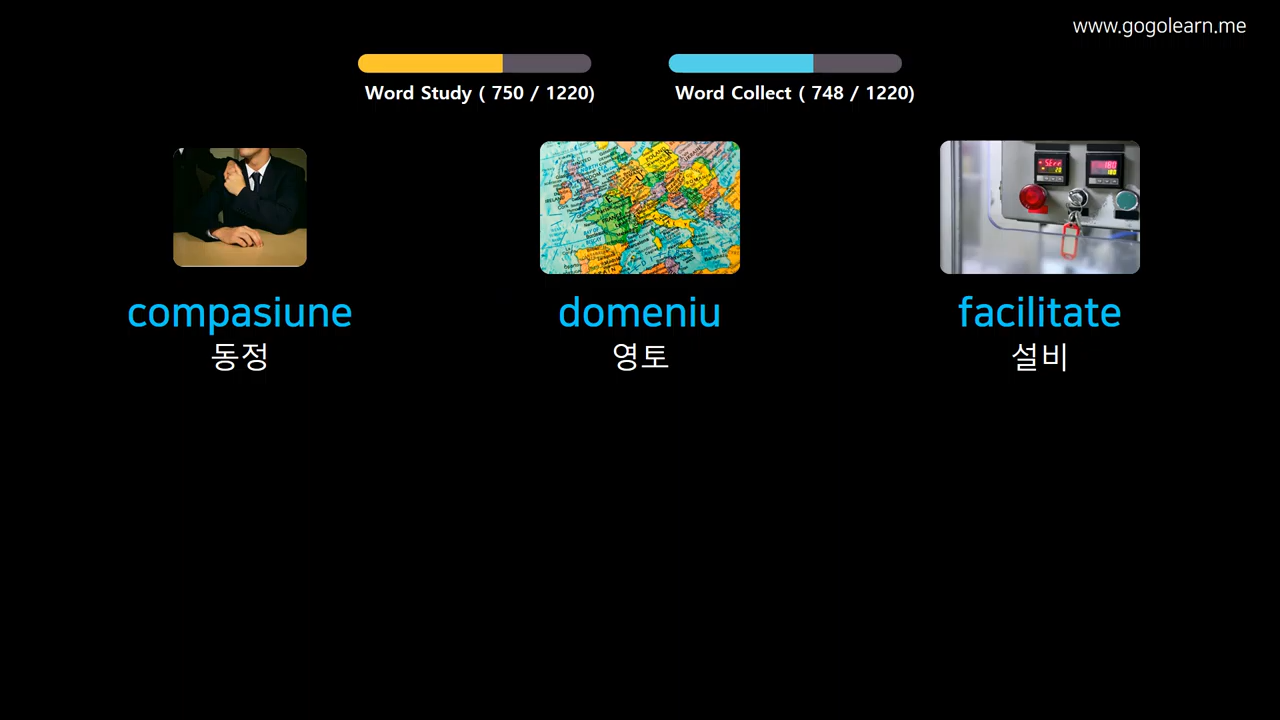 www.gogolearn.me
Word Study ( 750 / 1220)
Word Collect ( 748 / 1220)
compasiune
동정
domeniu
영토
facilitate
설비